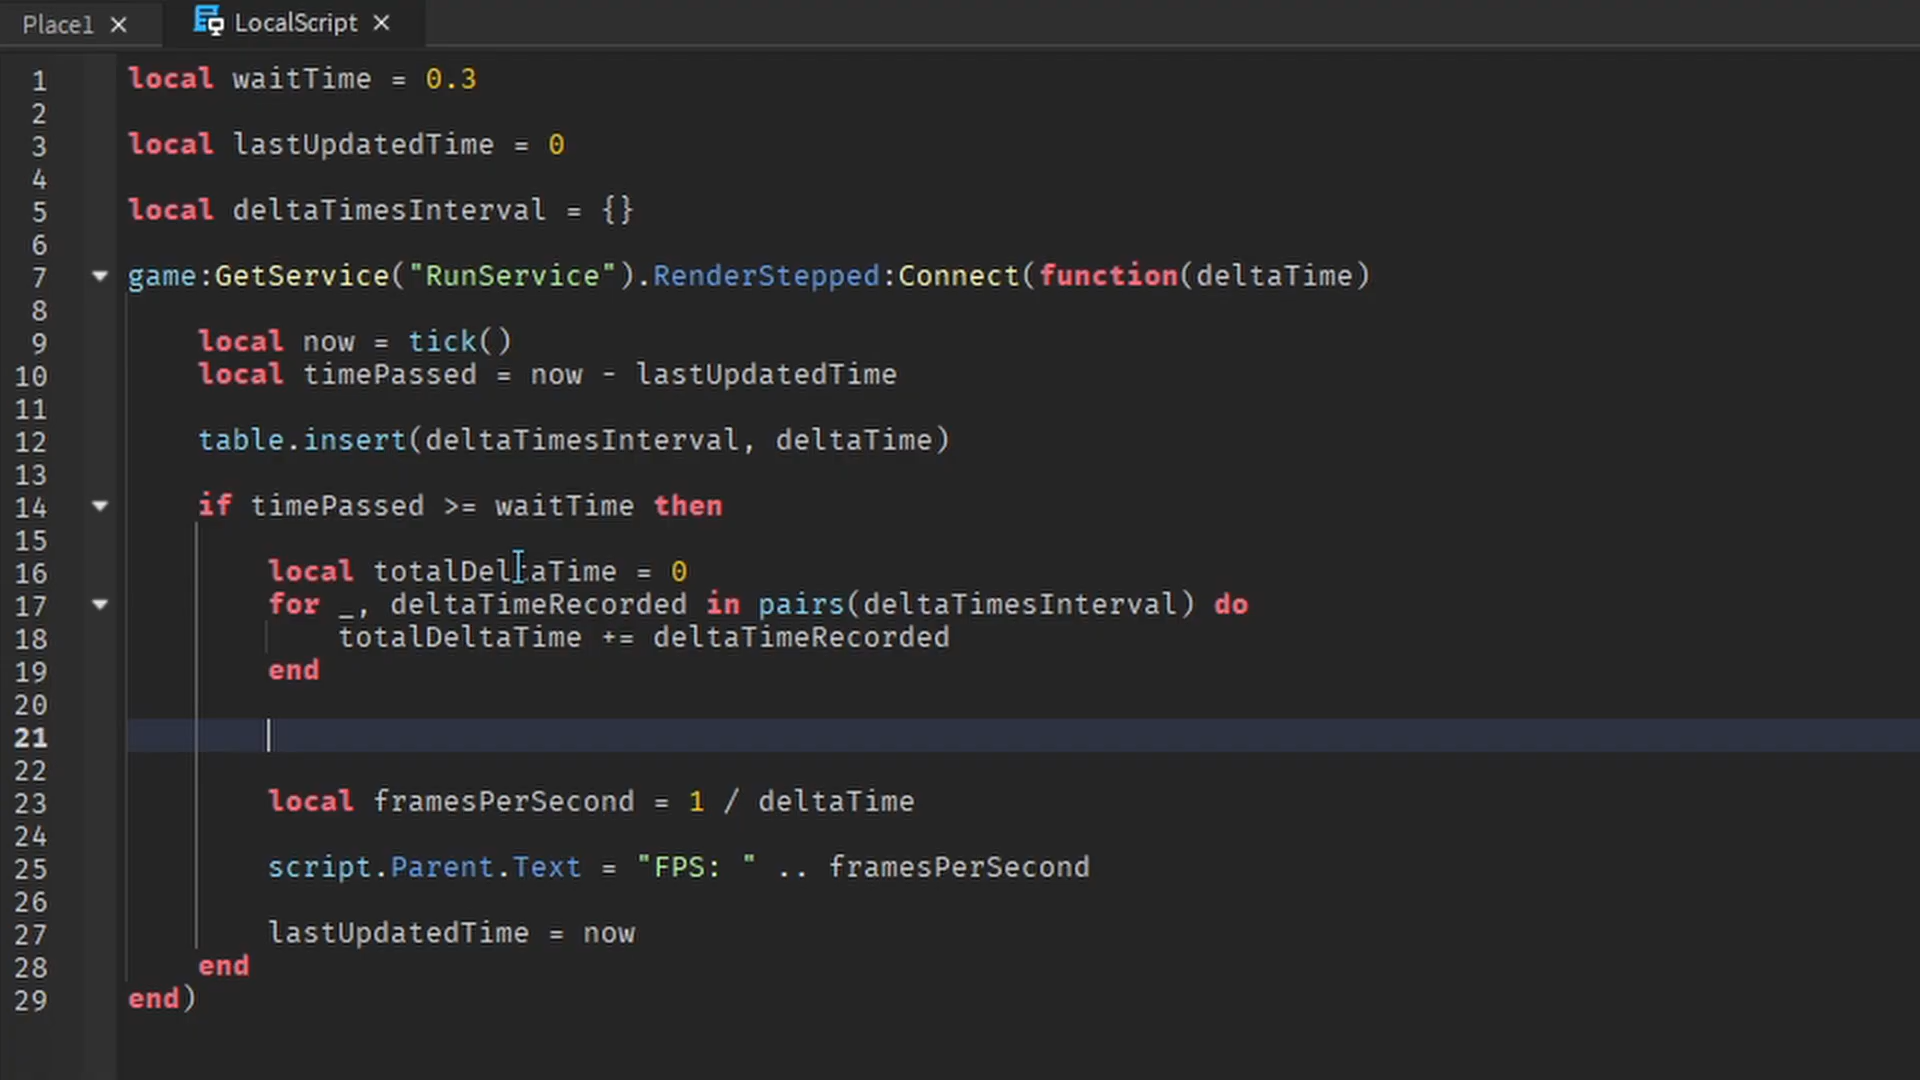 Place1 ×
LocalScript ×
1 local waitTime = 0.3
2
3 local lastUpdatedTime = 0
4
5 local deltaTimesInterval = {}
6
7 game:GetService("RunService").RenderStepped:Connect(function(deltaTime)
8
9 local now = tick()
10 local timePassed = now - lastUpdatedTime
11
12 table.insert(deltaTimesInterval, deltaTime)
13
14 if timePassed >= waitTime then
15
16 local totalDeltaTime = 0
17 for _, deltaTimeRecorded in pairs(deltaTimesInterval) do
18 totalDeltaTime += deltaTimeRecorded
19 end
20
21
22
23 local framesPerSecond = 1 / deltaTime
24
25 script.Parent.Text = "FPS: " .. framesPerSecond
26
27 lastUpdatedTime = now
28 end
29 end)